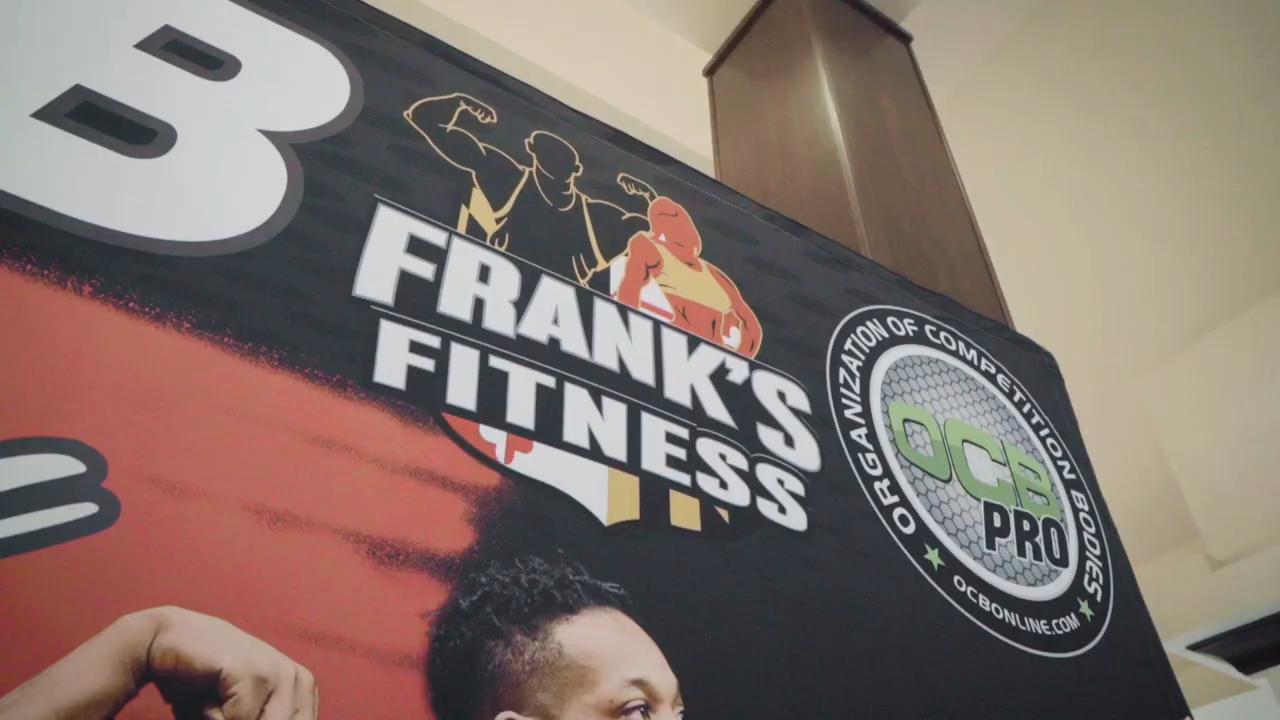 B
FRANK'S
FITNESS
ORGANIZATION OF COMPETITION BODIES
OCB
PRO
OCBONLINE.COM